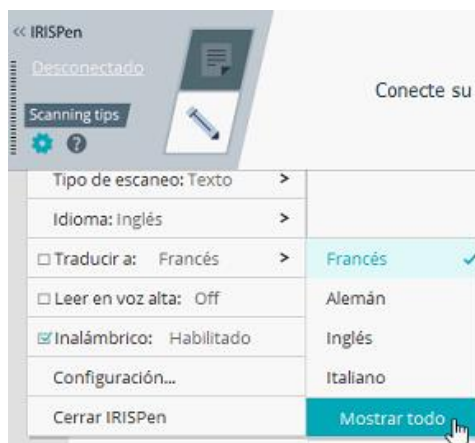 << IRISPen
Desconectado
Conecte su
Scanning tips
Tipo de escaneo: Texto >
Idioma: Inglés >
Traducir a: Francés >
Francés
Leer en voz alta: Off
Alemán
Inalámbrico: Habilitado
Inglés
Configuración...
Italiano
Cerrar IRISPen
Mostrar todo